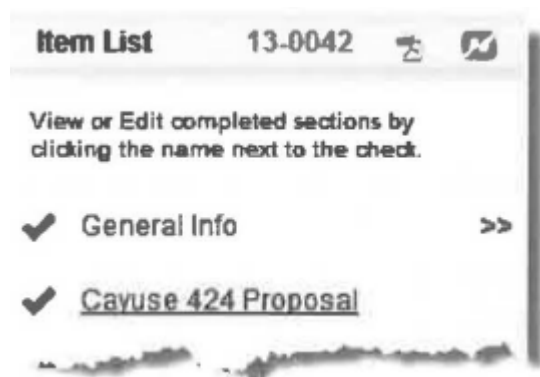 Item List 13-0042
View or Edit completed sections by
clicking the name next to the check.
General Info >>
Cayuse 424 Proposal